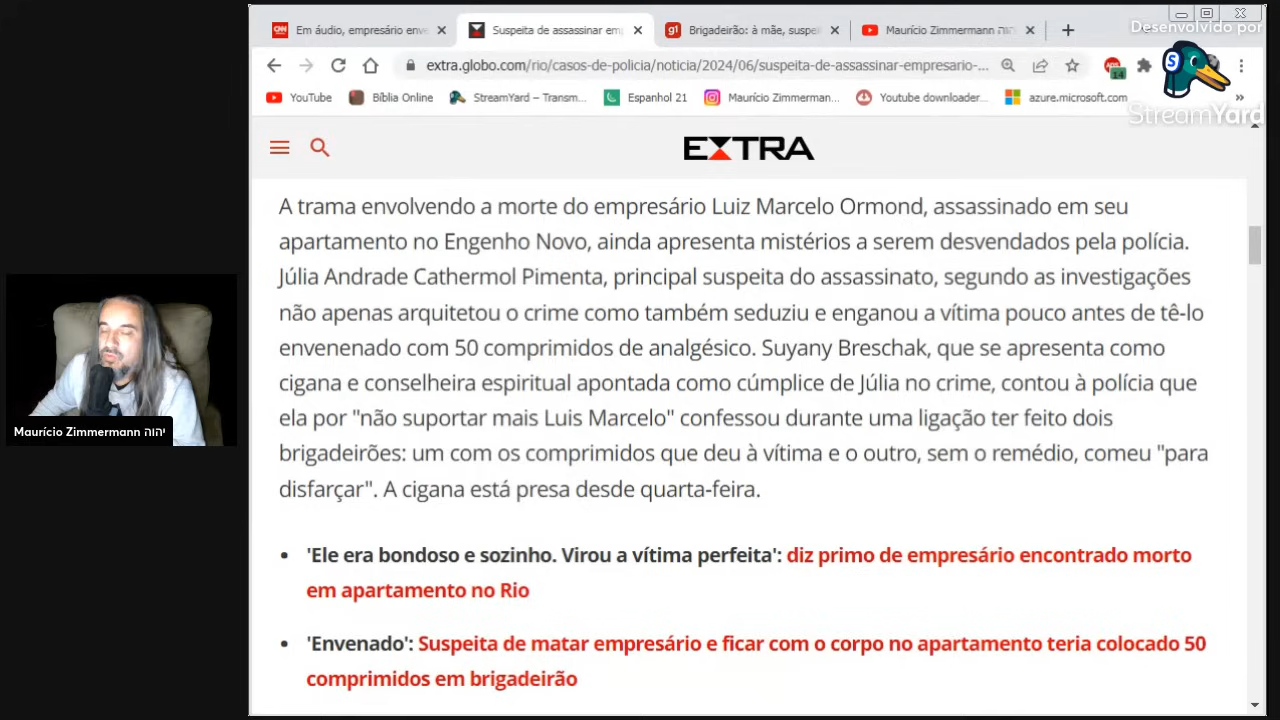 Em áudio, empresário enve
Suspeita de assassinar em
Brigadeirão: à mãe, suspe
Maurício Zimmermann יהוה
Desenvolvido por
StreamYard
extra.globo.com/rio/casos-de-policia/noticia/2024/06/suspeita-de-assassinar-empresario-...
14
YouTube
Bíblia Online
StreamYard – Transm...
Espanhol 21
Maurício Zimmerman...
Youtube downloader...
azure.microsoft.com
EXTRA
A trama envolvendo a morte do empresário Luiz Marcelo Ormond, assassinado em seu
apartamento no Engenho Novo, ainda apresenta mistérios a serem desvendados pela polícia.
Júlia Andrade Cathermol Pimenta, principal suspeita do assassinato, segundo as investigações
não apenas arquitetou o crime como também seduziu e enganou a vítima pouco antes de tê-lo
envenenado com 50 comprimidos de analgésico. Suyany Breschak, que se apresenta como
cigana e conselheira espiritual apontada como cúmplice de Júlia no crime, contou à polícia que
ela por "não suportar mais Luis Marcelo" confessou durante uma ligação ter feito dois
brigadeirões: um com os comprimidos que deu à vítima e o outro, sem o remédio, comeu "para
disfarçar". A cigana está presa desde quarta-feira.
• 'Ele era bondoso e sozinho. Virou a vítima perfeita': diz primo de empresário encontrado morto
em apartamento no Rio
• 'Envenado': Suspeita de matar empresário e ficar com o corpo no apartamento teria colocado 50
comprimidos em brigadeirão
Maurício Zimmermann יהוה